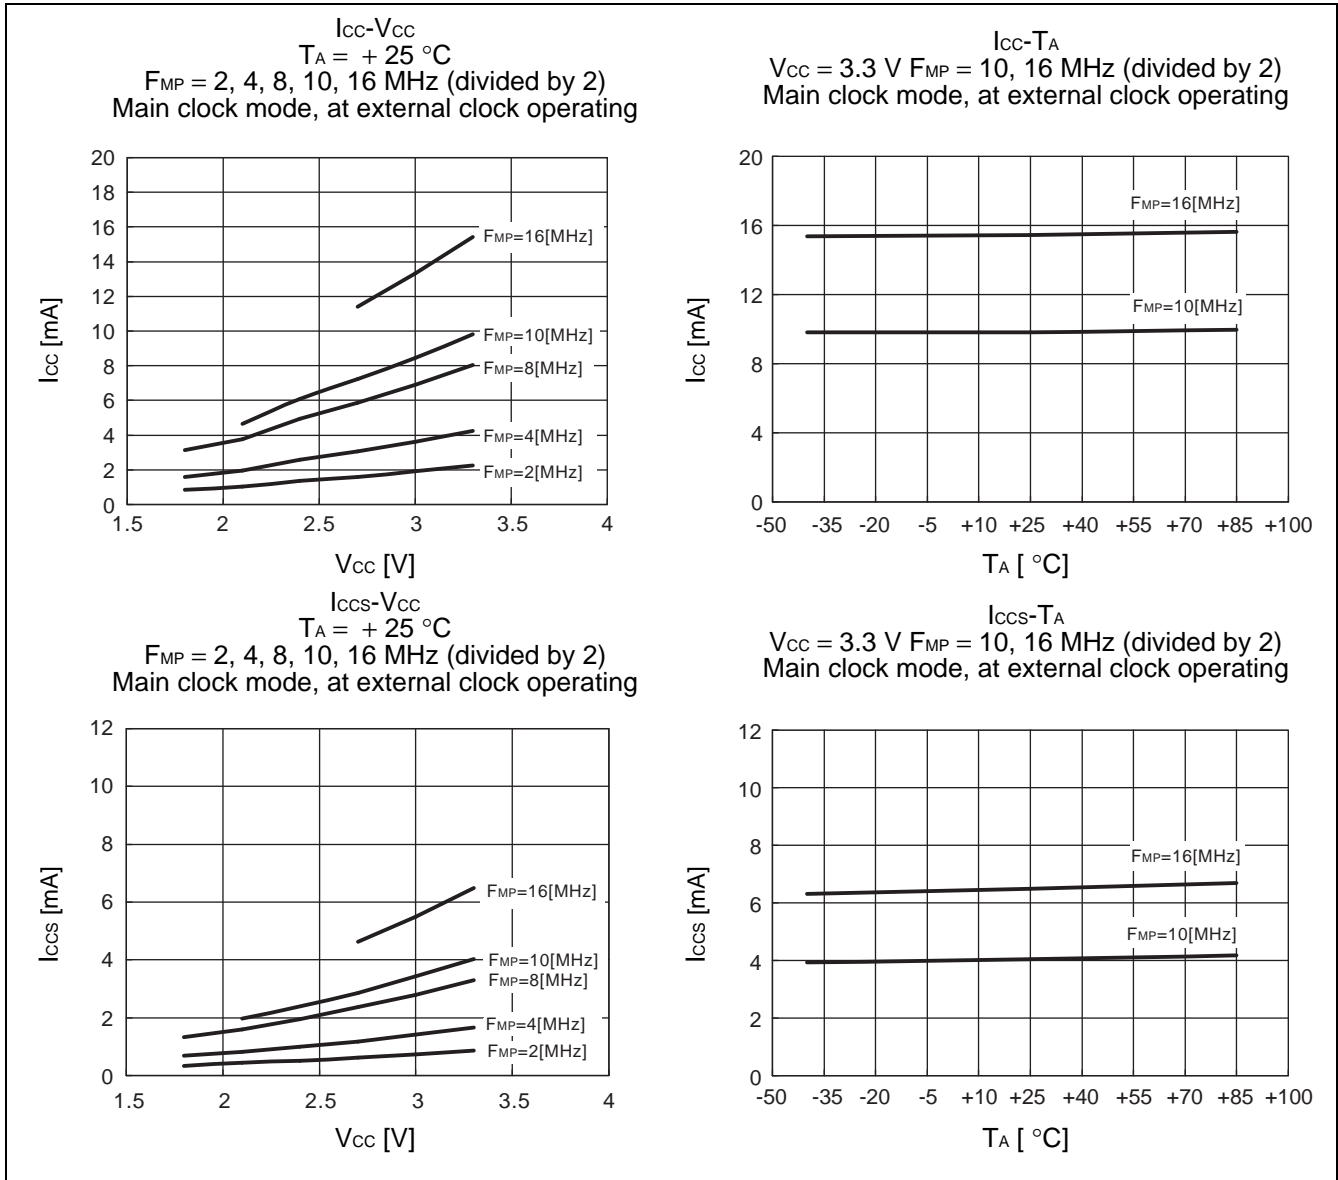 ICC-VCC
TA = + 25 °C
FMP = 2, 4, 8, 10, 16 MHz (divided by 2)
Main clock mode, at external clock operating
20
18
16
14
12
10
8
6
4
2
0
ICC [mA]
FMP=16[MHz]
FMP=10[MHz]
FMP=8[MHz]
FMP=4[MHz]
FMP=2[MHz]
1.5 2 2.5 3 3.5 4
VCC [V]
ICC-TA
VCC = 3.3 V FMP = 10, 16 MHz (divided by 2)
Main clock mode, at external clock operating
20
16
12
8
4
0
ICC [mA]
FMP=16[MHz]
FMP=10[MHz]
-50 -35 -20 -5 +10 +25 +40 +55 +70 +85 +100
TA [ °C]
ICCS-VCC
TA = + 25 °C
FMP = 2, 4, 8, 10, 16 MHz (divided by 2)
Main clock mode, at external clock operating
12
10
8
6
4
2
0
ICCS [mA]
FMP=16[MHz]
FMP=10[MHz]
FMP=8[MHz]
FMP=4[MHz]
FMP=2[MHz]
1.5 2 2.5 3 3.5 4
VCC [V]
ICCS-TA
VCC = 3.3 V FMP = 10, 16 MHz (divided by 2)
Main clock mode, at external clock operating
12
10
8
6
4
2
0
ICCS [mA]
FMP=16[MHz]
FMP=10[MHz]
-50 -35 -20 -5 +10 +25 +40 +55 +70 +85 +100
TA [ °C]